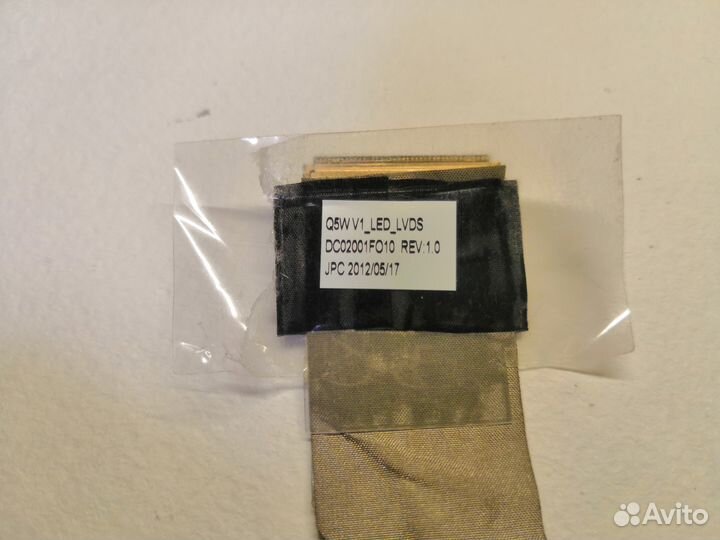 Q5W V1_LED_LVDS
DC02001FO10 REV:1.0
JPC 2012/05/17
Avito